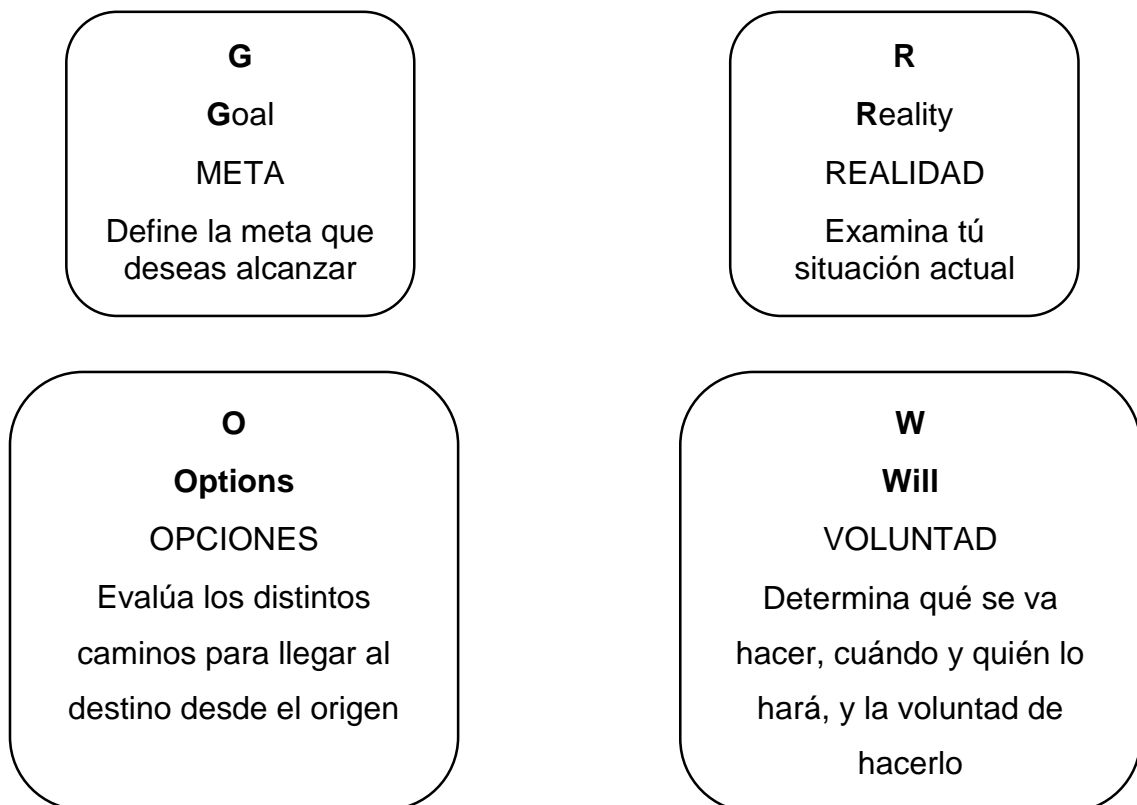 G
Goal
META
Define la meta que
deseas alcanzar
R
Reality
REALIDAD
Examina tú
situación actual
O
Options
OPCIONES
Evalúa los distintos
caminos para llegar al
destino desde el origen
W
Will
VOLUNTAD
Determina qué se va
hacer, cuándo y quién lo
hará, y la voluntad de
hacerlo